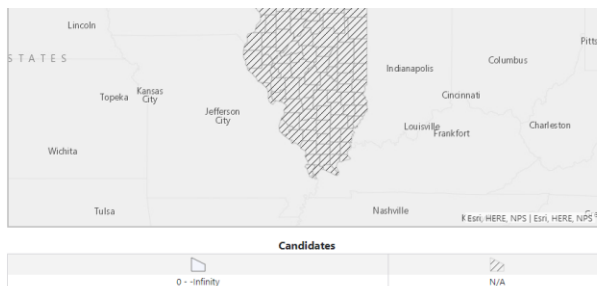 Lincoln
STATES
Pitts
Columbus
Indianapolis
Topeka
Kansas
City
Cincinnati
Jefferson
City
Louisville
Frankfort
Charleston
Wichita
Tulsa
Nashville
Esri, HERE, NPS | Esri, HERE, NPS
Candidates
0 - -Infinity
N/A